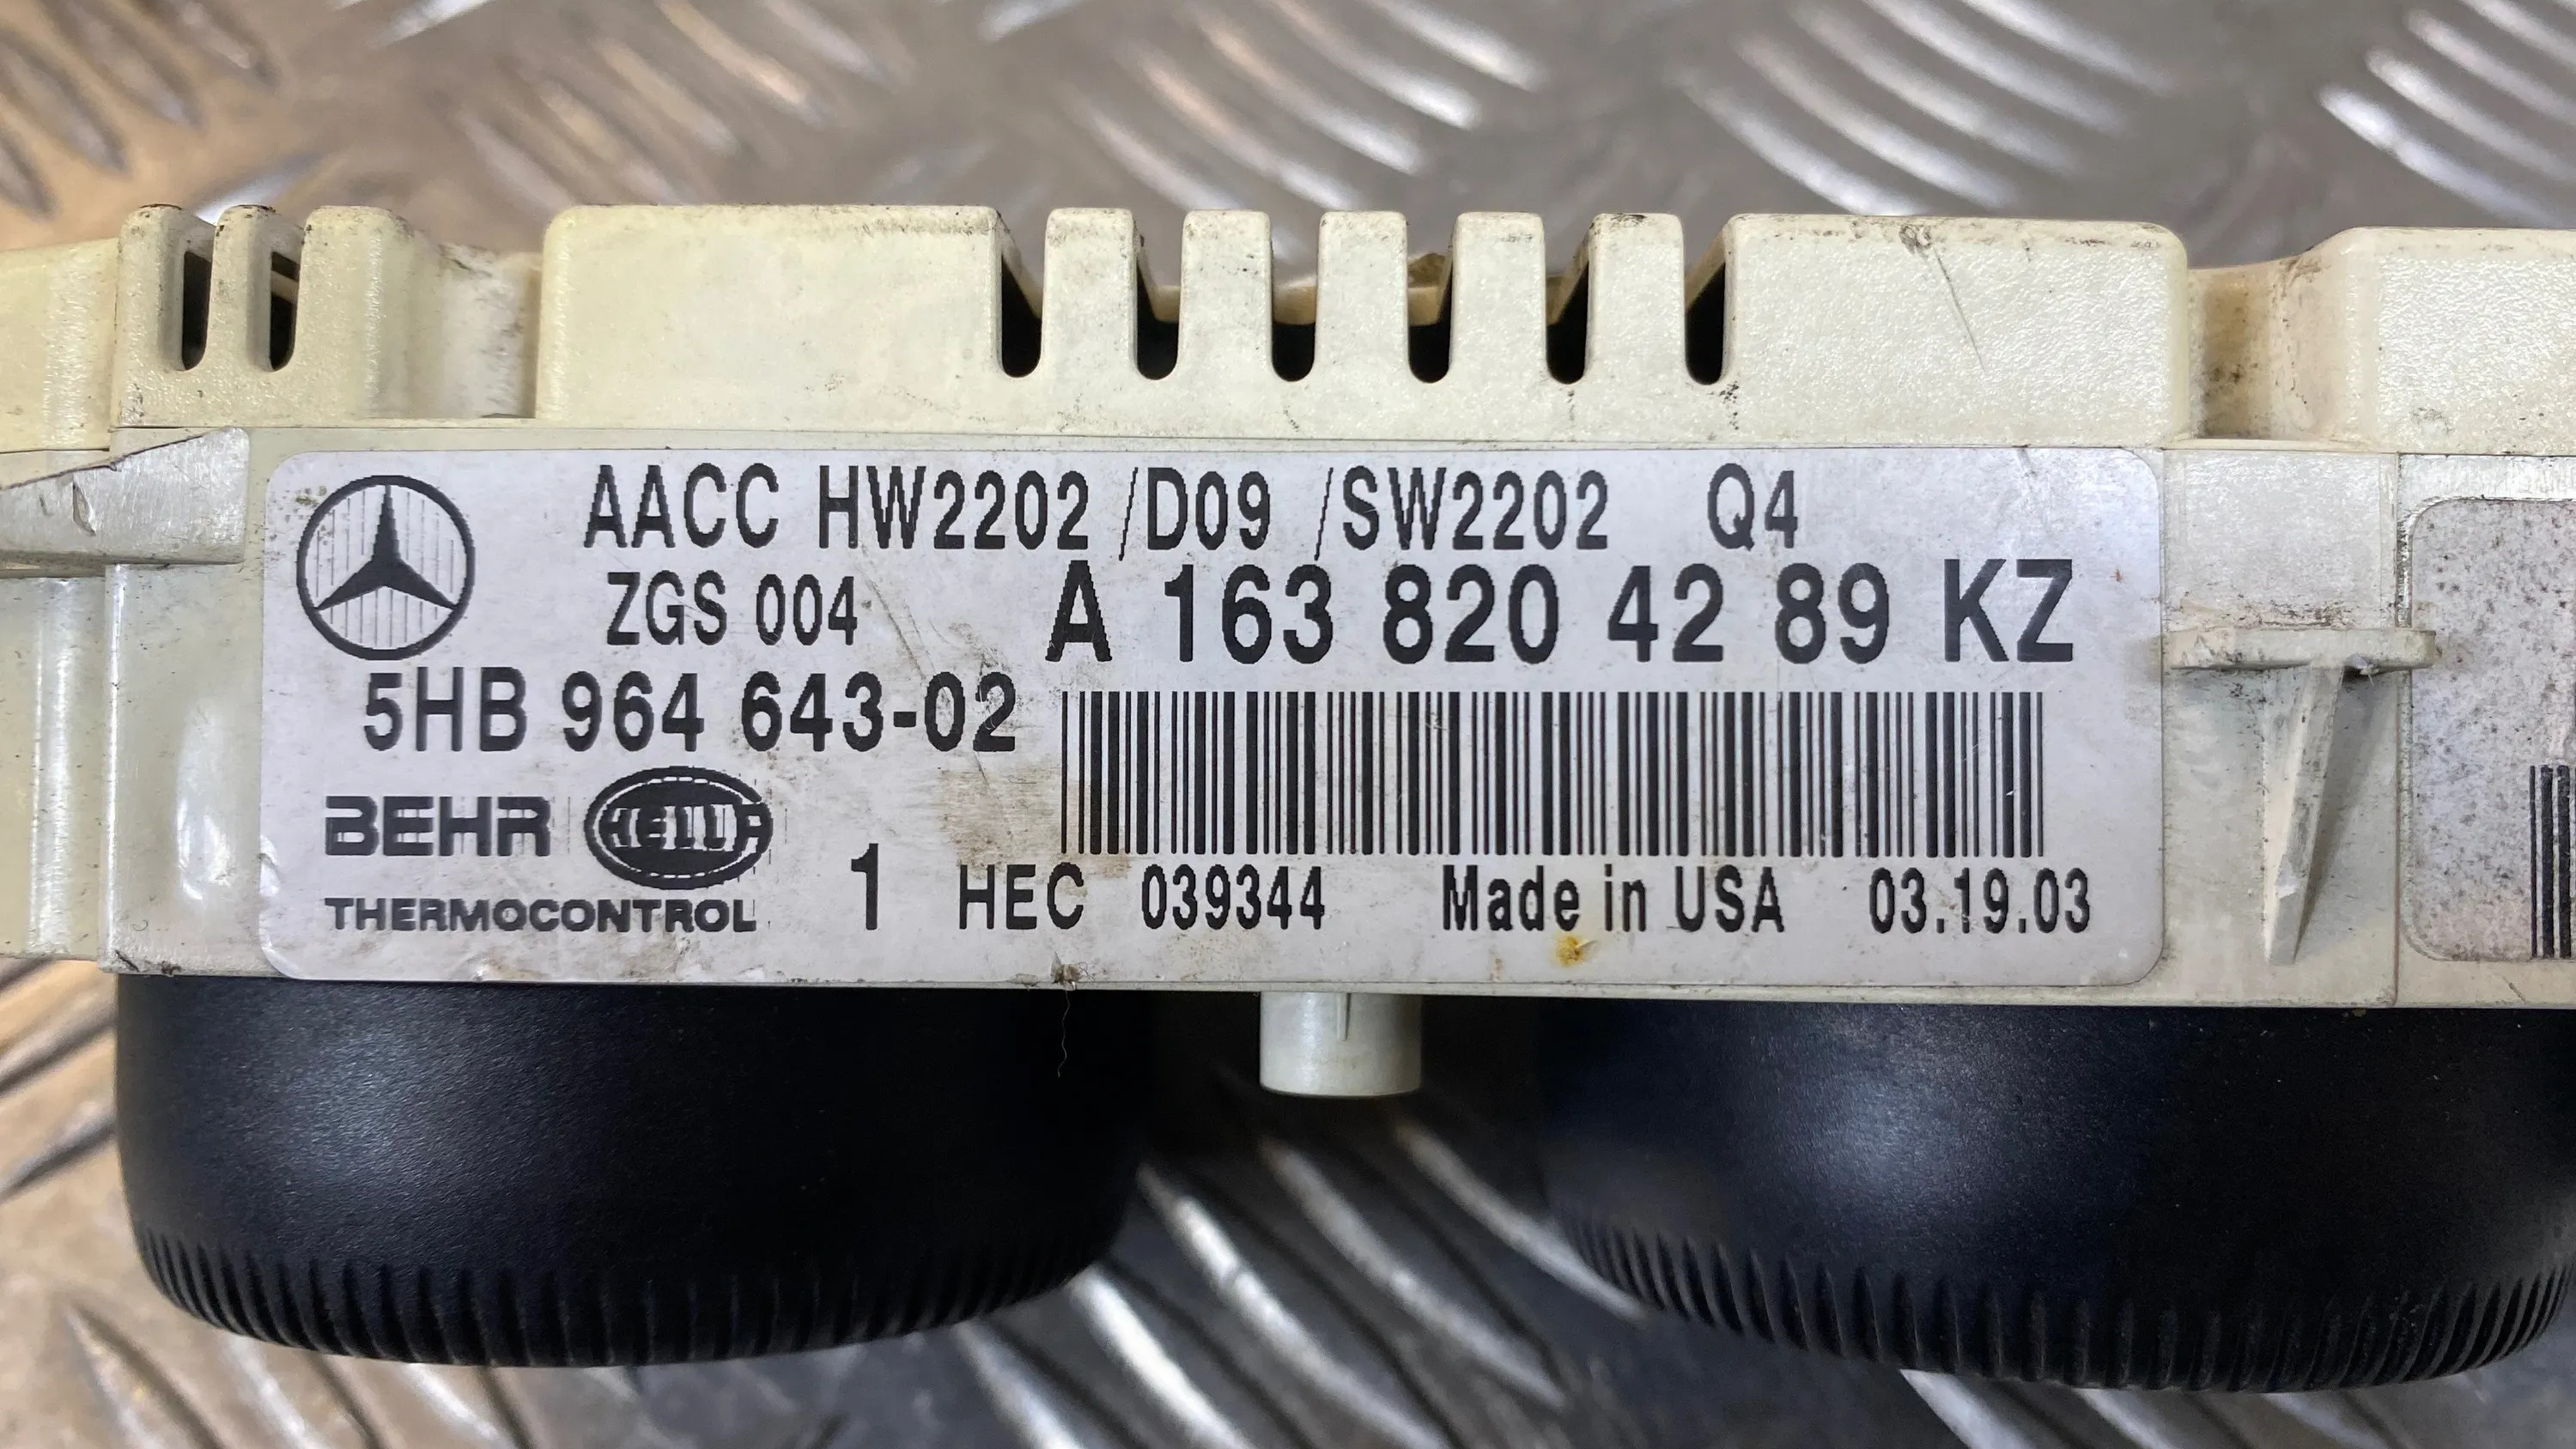 AACC HW2202 /D09 /SW2202 Q4
ZGS 004 A 163 820 42 89 KZ
5HB 964 643-02
BEHR HELLA
THERMOCONTROL
1 HEC 039344 Made in USA 03.19.03